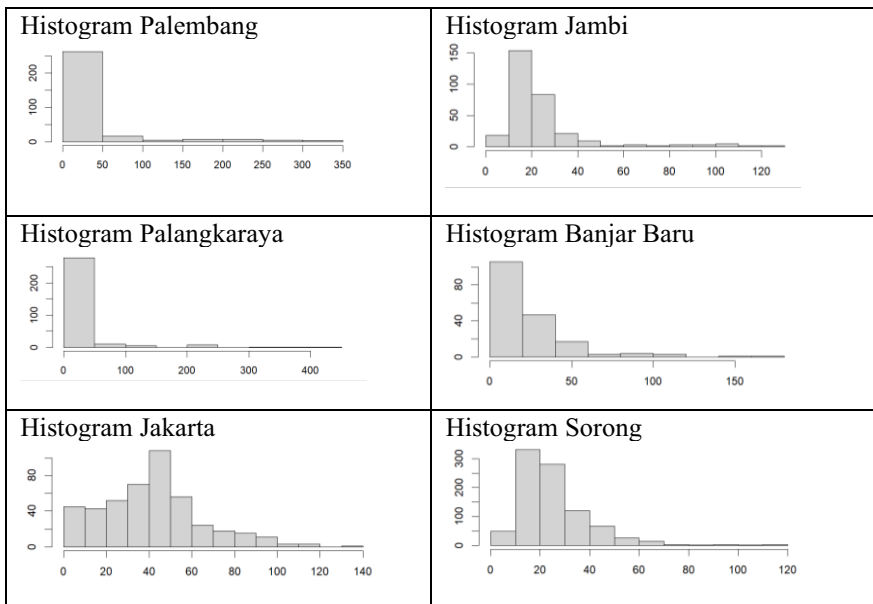 Histogram Palembang
200
100
0
0 50 100 150 200 250 300 350
Histogram Jambi
150
100
50
0
0 20 40 60 80 100 120
Histogram Palangkaraya
200
100
0
0 100 200 300 400
Histogram Banjar Baru
80
40
0
0 50 100 150
Histogram Jakarta
80
40
0
0 20 40 60 80 100 120 140
Histogram Sorong
300
200
100
0
0 20 40 60 80 100 120